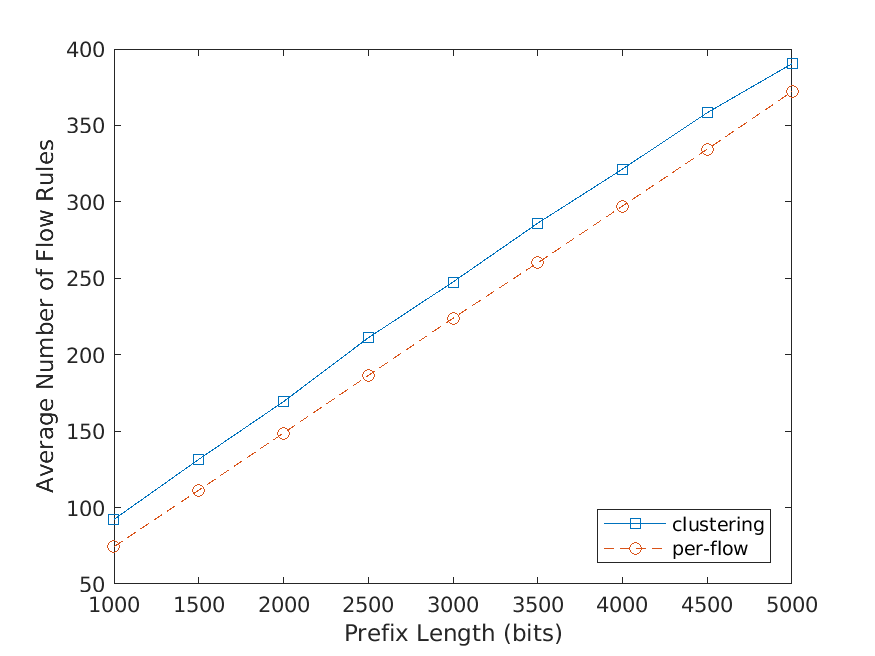 400
350
300
250
200
150
100
50
Average Number of Flow Rules
clustering
per-flow
1000 1500 2000 2500 3000 3500 4000 4500 5000
Prefix Length (bits)